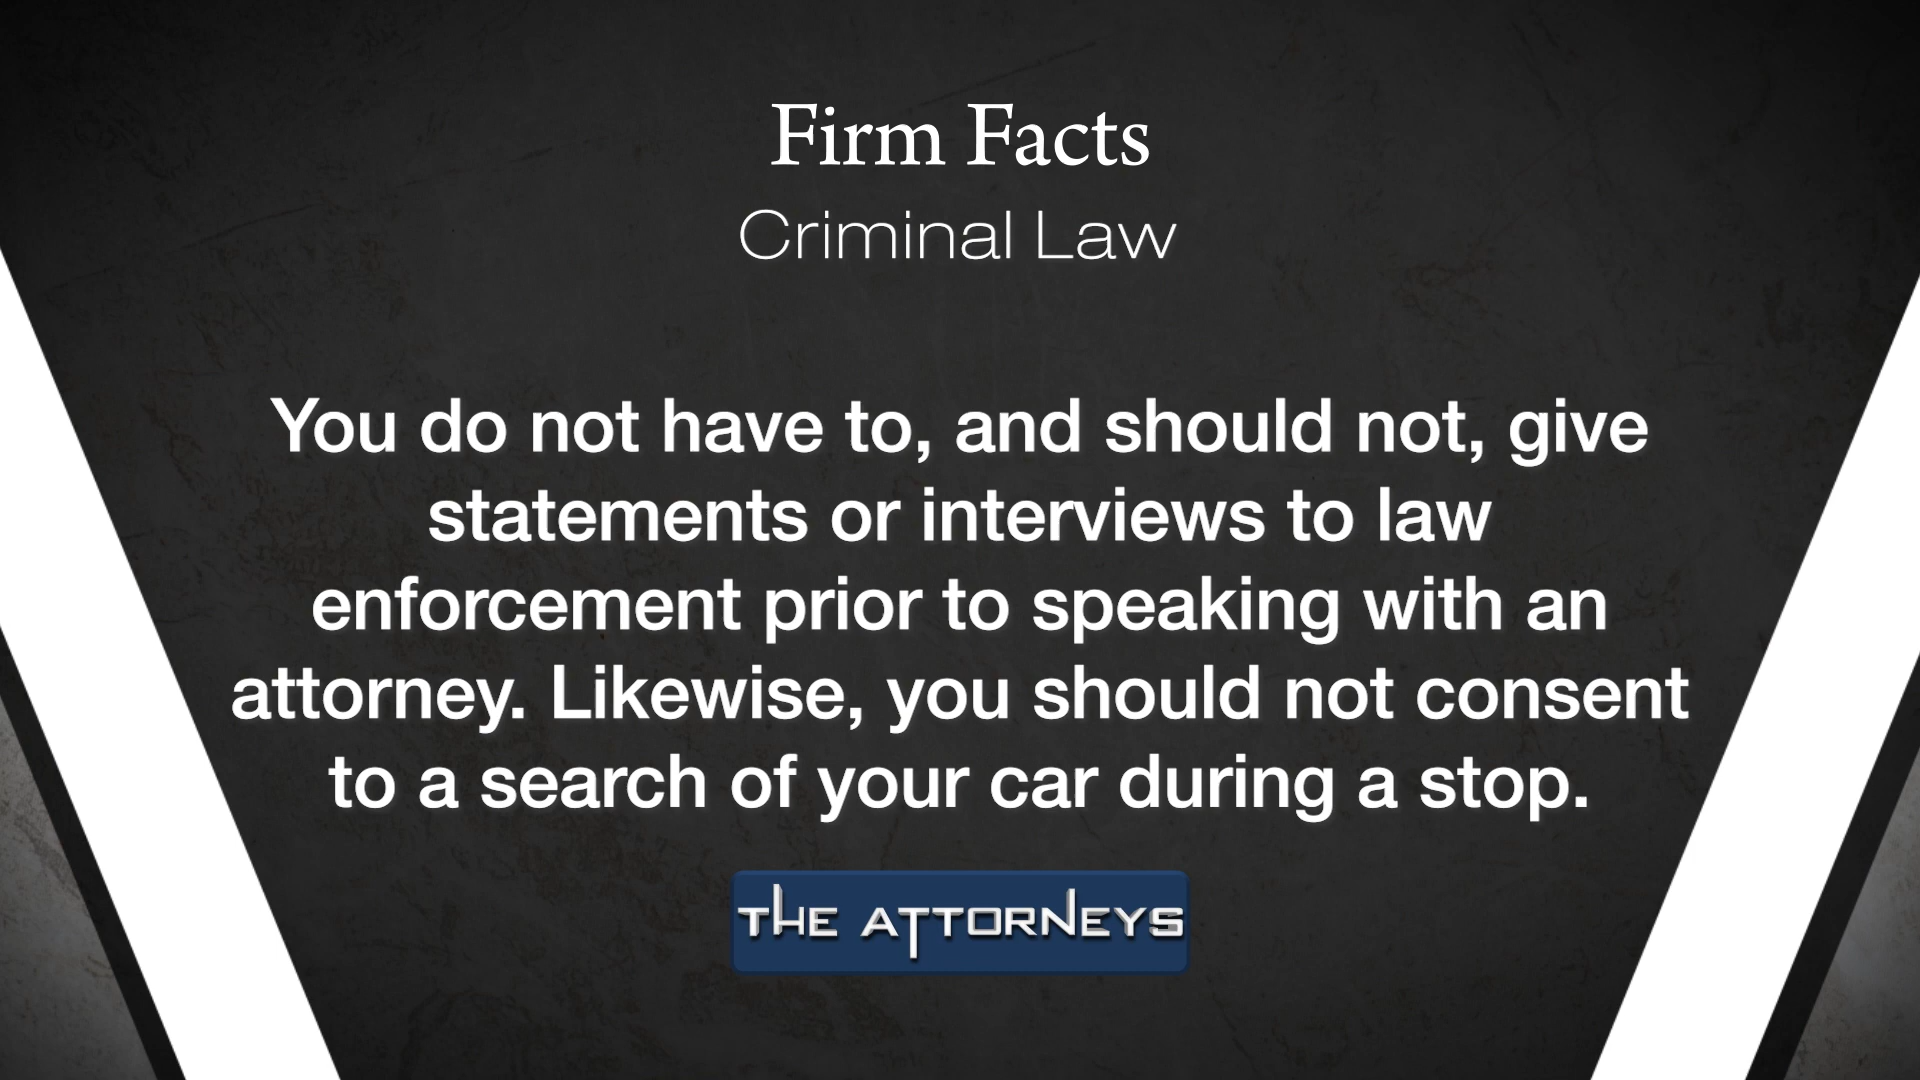 Firm Facts
Criminal Law
You do not have to, and should not, give
statements or interviews to law
enforcement prior to speaking with an
attorney. Likewise, you should not consent
to a search of your car during a stop.
THE ATTORNEYS